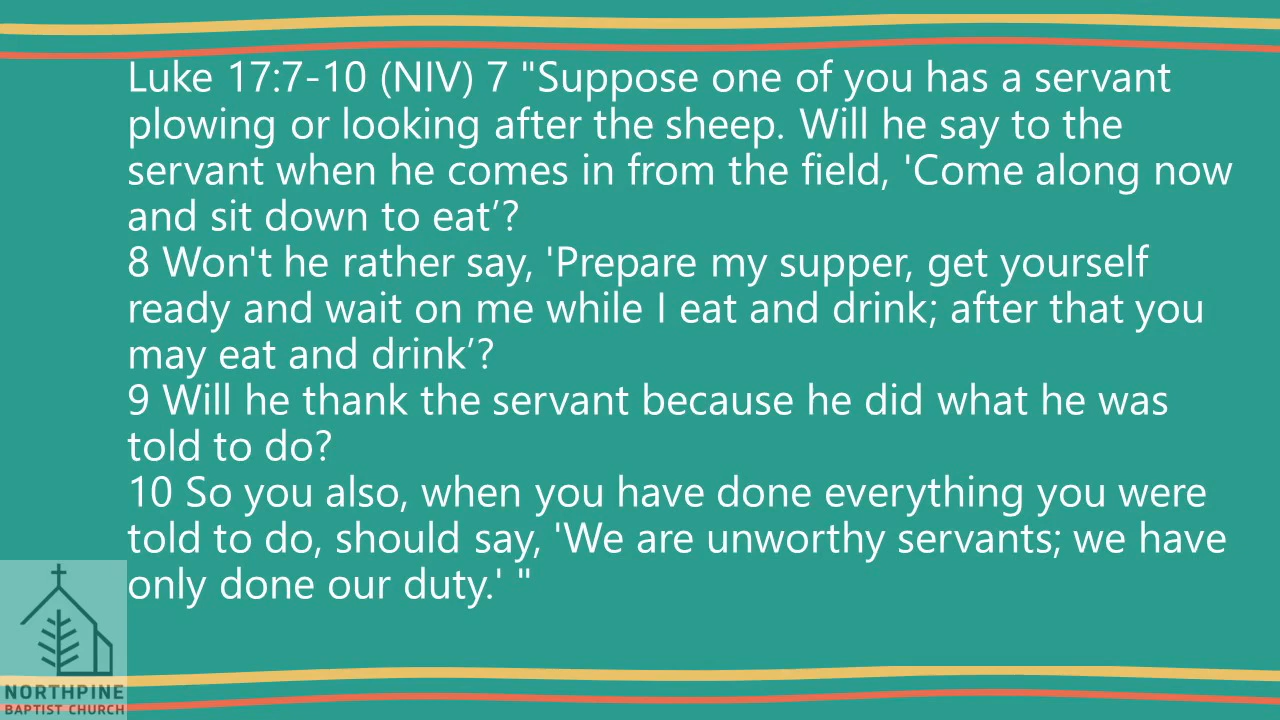 Luke 17:7-10 (NIV) 7 "Suppose one of you has a servant
plowing or looking after the sheep. Will he say to the
servant when he comes in from the field, 'Come along now
and sit down to eat’?
8 Won't he rather say, 'Prepare my supper, get yourself
ready and wait on me while I eat and drink; after that you
may eat and drink’?
9 Will he thank the servant because he did what he was
told to do?
10 So you also, when you have done everything you were
told to do, should say, 'We are unworthy servants; we have
only done our duty.' "
NORTHPINE
BAPTIST CHURCH